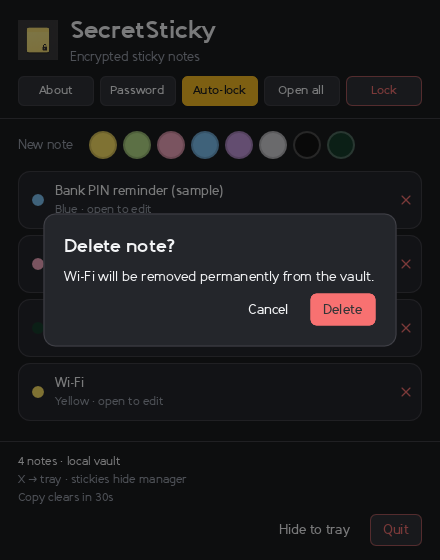 SecretSticky
Encrypted sticky notes
About Password Auto-lock Open all Lock
New note
Bank PIN reminder (sample)
Blue · open to edit
Delete note?
Wi-Fi will be removed permanently from the vault.
Cancel Delete
Wi-Fi
Yellow · open to edit
4 notes · local vault
X → tray · stickies hide manager
Copy clears in 30s
Hide to tray Quit